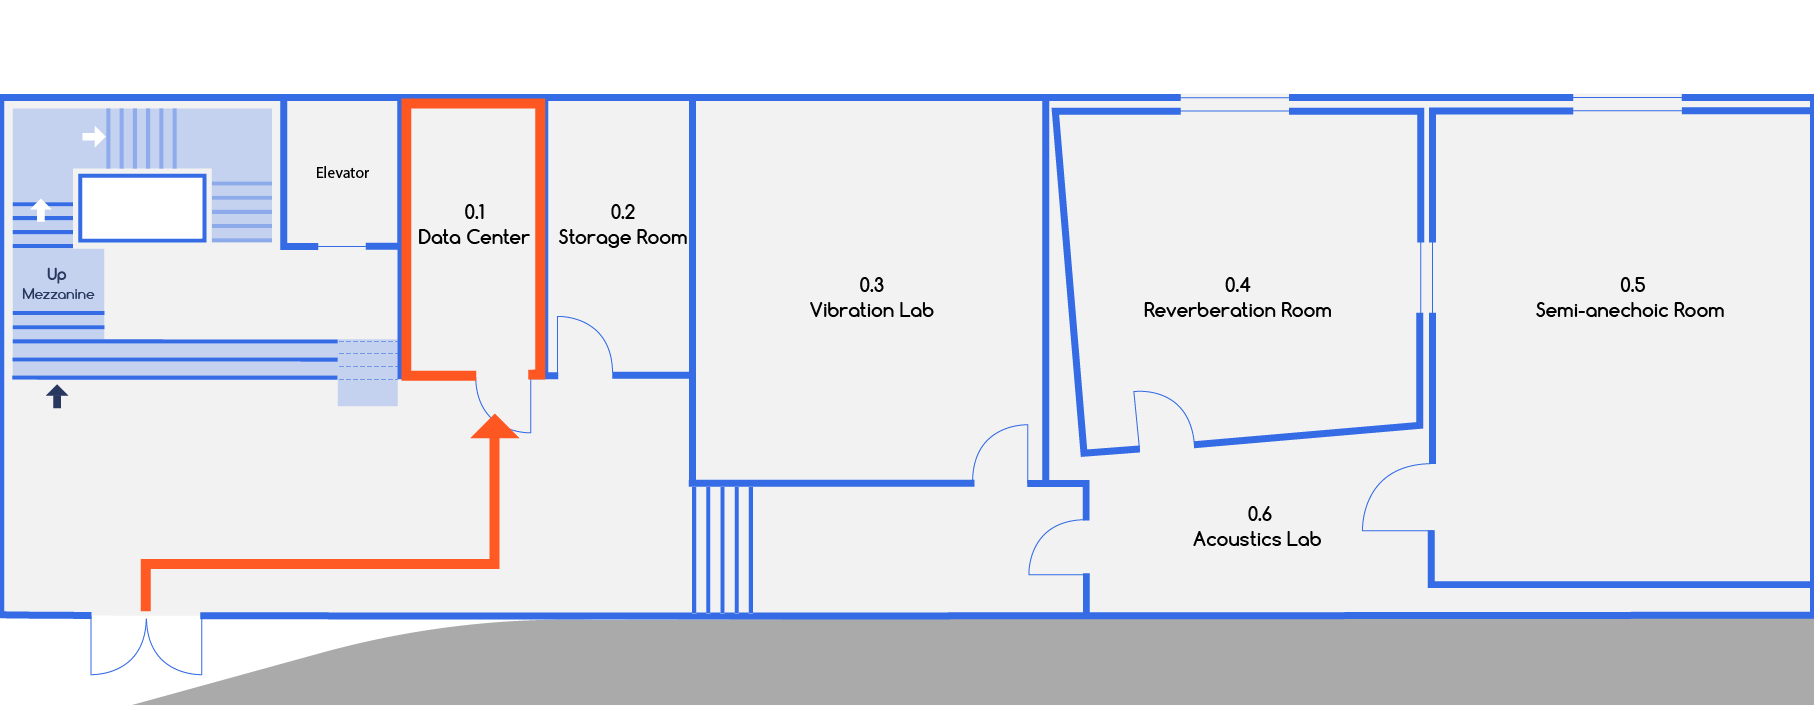 Elevator
0.1
Data Center
0.2
Storage Room
Up
Mezzanine
0.3
Vibration Lab
0.4
Reverberation Room
0.5
Semi-anechoic Room
0.6
Acoustics Lab